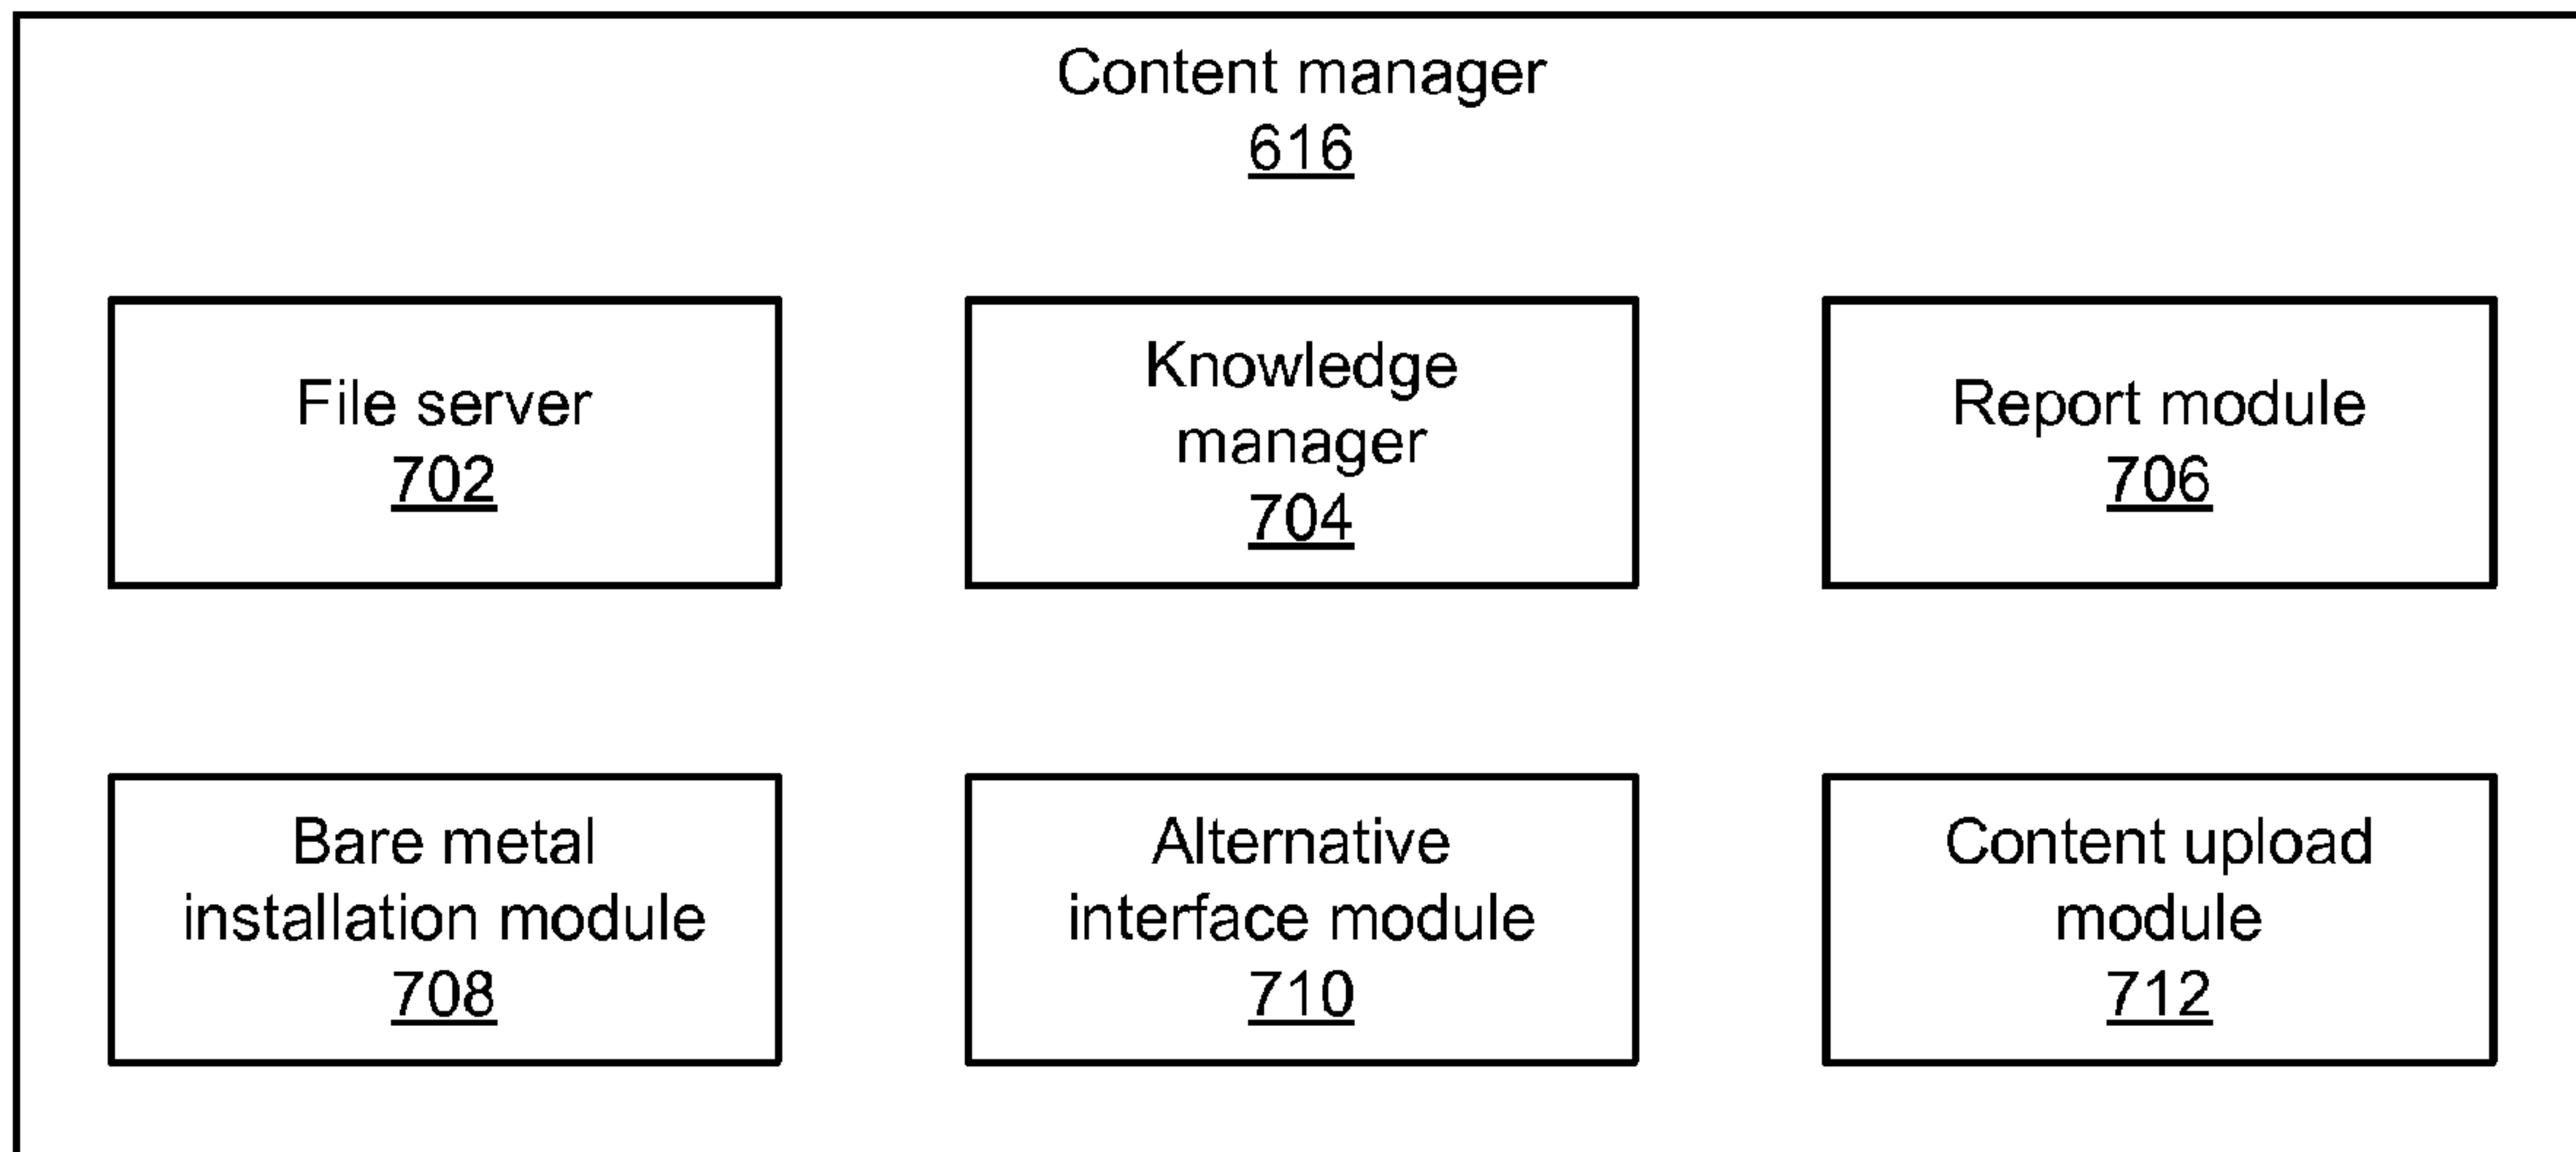 Content manager
616
File server
702
Knowledge
manager
704
Report module
706
Bare metal
installation module
708
Alternative
interface module
710
Content upload
module
712